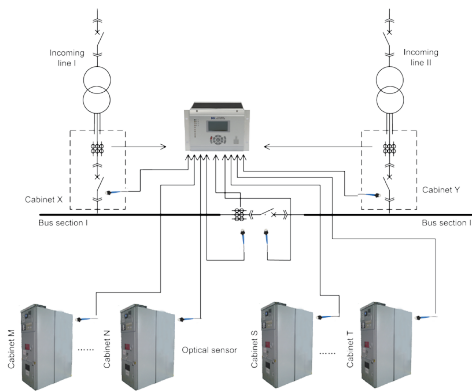 Incoming
line I
Incoming
line II
Cabinet X
Cabinet Y
Bus section I
Bus section I
Cabinet M
Cabinet N
Optical sensor
Cabinet S
Cabinet T
......
......